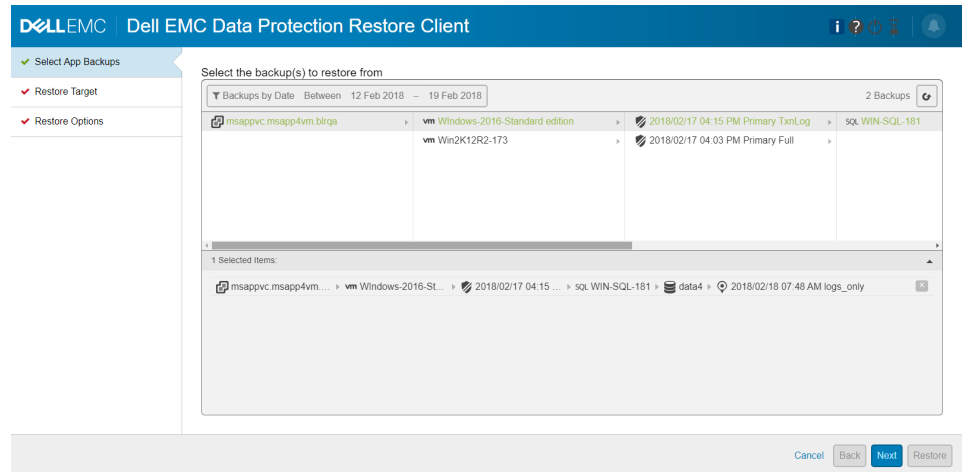 DELLEMC Dell EMC Data Protection Restore Client
Select App Backups
Restore Target
Restore Options
Select the backup(s) to restore from
Backups by Date Between 12 Feb 2018 – 19 Feb 2018
2 Backups
msappvc.msapp4vm.blrqa
vm WIndows-2016-Standard edition
2018/02/17 04:15 PM Primary TxnLog
SQL WIN-SQL-181
vm Win2K12R2-173
2018/02/17 04:03 PM Primary Full
1 Selected Items:
msappvc.msapp4vm.... vm WIndows-2016-St... 2018/02/17 04:15 ... SQL WIN-SQL-181 data4 2018/02/18 07:48 AM logs_only
Cancel Back Next Restore